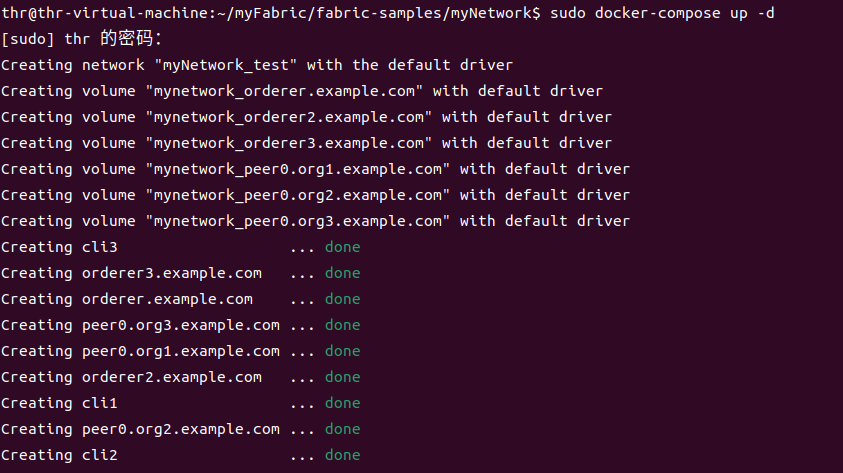 thr@thr-virtual-machine:~/myFabric/fabric-samples/myNetwork$ sudo docker-compose up -d
[sudo] thr 的密码：
Creating network "myNetwork_test" with the default driver
Creating volume "mynetwork_orderer.example.com" with default driver
Creating volume "mynetwork_orderer2.example.com" with default driver
Creating volume "mynetwork_orderer3.example.com" with default driver
Creating volume "mynetwork_peer0.org1.example.com" with default driver
Creating volume "mynetwork_peer0.org2.example.com" with default driver
Creating volume "mynetwork_peer0.org3.example.com" with default driver
Creating cli3                   ... done
Creating orderer3.example.com   ... done
Creating orderer.example.com    ... done
Creating peer0.org3.example.com ... done
Creating peer0.org1.example.com ... done
Creating orderer2.example.com   ... done
Creating cli1                   ... done
Creating peer0.org2.example.com ... done
Creating cli2                   ... done